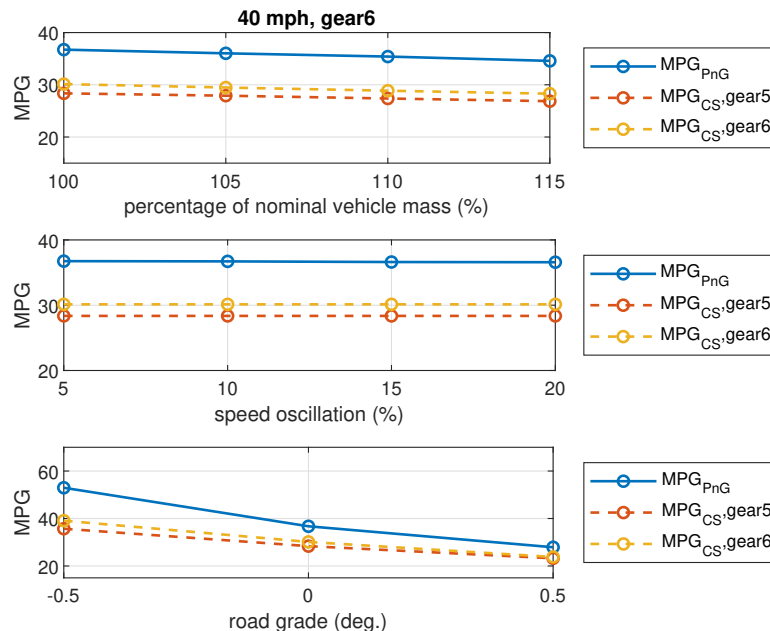 40 mph, gear6
40
30
20
MPG
100
105
110
115
percentage of nominal vehicle mass (%)
MPG_PnG
MPG_CS,gear5
MPG_CS,gear6
40
30
20
MPG
5
10
15
20
speed oscillation (%)
MPG_PnG
MPG_CS,gear5
MPG_CS,gear6
60
40
20
MPG
-0.5
0
0.5
road grade (deg.)
MPG_PnG
MPG_CS,gear5
MPG_CS,gear6